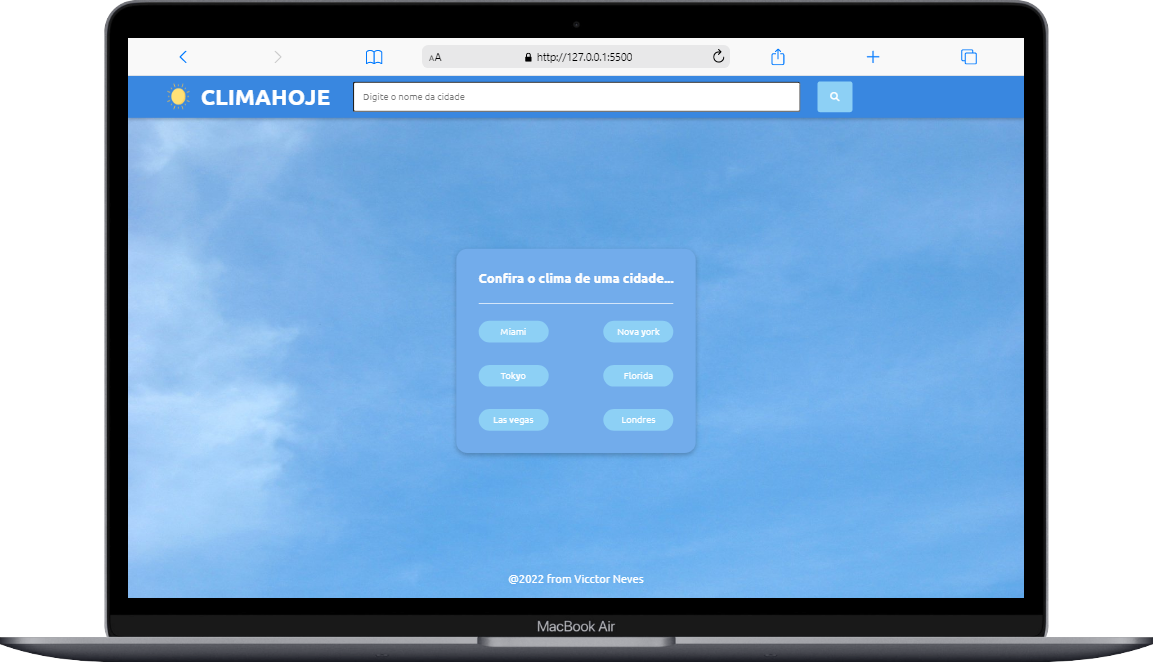 AA http://127.0.0.1:5500
CLIMAHOJE Digite o nome da cidade
Confira o clima de uma cidade...
Miami Nova york
Tokyo Florida
Las vegas Londres
@2022 from Vicctor Neves
MacBook Air